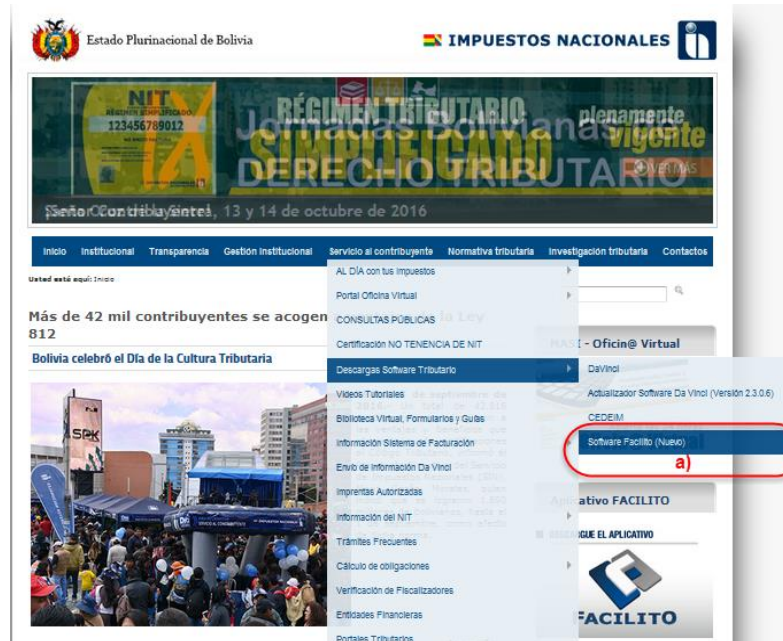 Estado Plurinacional de Bolivia
IMPUESTOS NACIONALES
NIT
RÉGIMEN SIMPLIFICADO
123456789012
RÉGIMEN TRIBUTARIO
SIMPLIFICADO
Jornadas Bolivianas
DERECHO TRIBUTARIO
plenamente
vigente
VER MÁS
Señor Contribuyente
13 y 14 de octubre de 2016
Inicio Institucional Transparencia Gestión Institucional Servicio al contribuyente Normativa tributaria Investigación tributaria Contactos
Usted está aquí: Inicio
AL DÍA con tus impuestos
Portal Oficina Virtual
CONSULTAS PÚBLICAS
Certificación NO TENENCIA DE NIT
Descargas Software Tributario
Videos Tutoriales
Biblioteca Virtual, Formularios y Guías
Información Sistema de Facturación
Envío de Información Da Vinci
Imprentas Autorizadas
Información del NIT
Trámites Frecuentes
Cálculo de obligaciones
Verificación de Fiscalizadores
Entidades Financieras
Portales Tributarios
DaVinci
Actualizador Software Da Vinci (Versión 2.3.0.6)
CEDEIM
Software Facilito (Nuevo)
a)
Más de 42 mil contribuyentes se acogen la Ley
812
Bolivia celebró el Día de la Cultura Tributaria
- Oficin@ Virtual
FACILITO
EL APLICATIVO
FACILITO